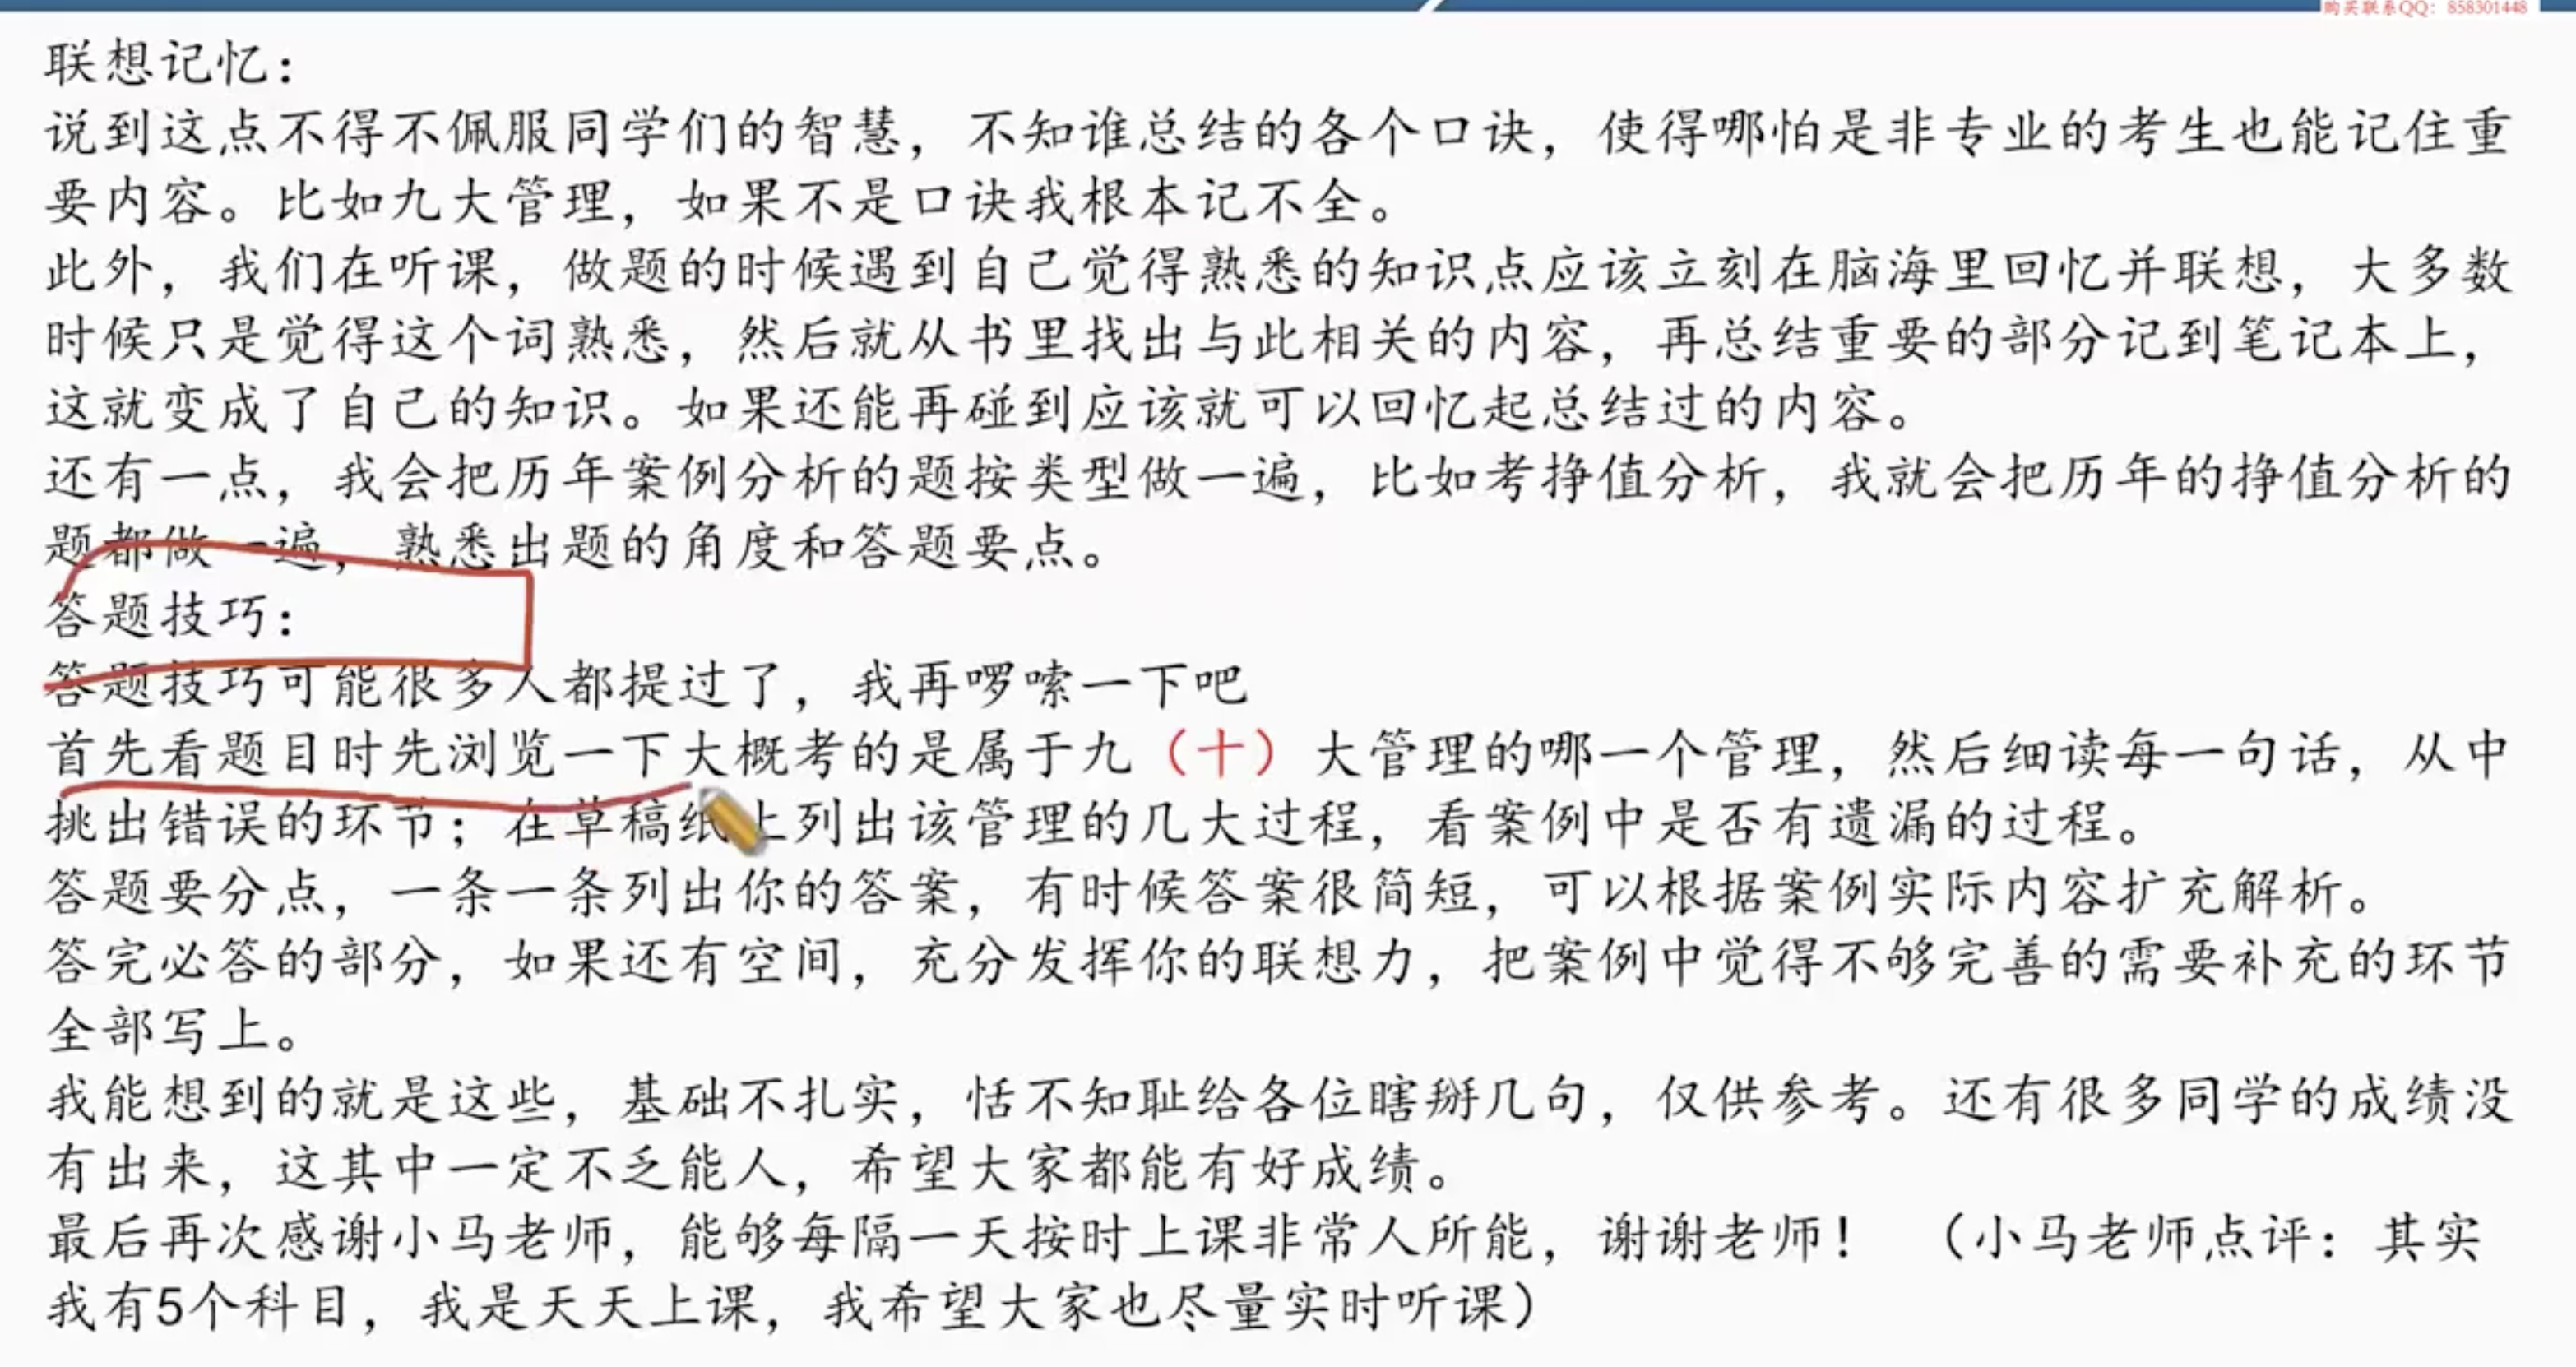 购买联系QQ：858301448
联想记忆：
说到这点不得不佩服同学们的智慧，不知谁总结的各个口诀，使得哪怕是非专业的考生也能记住重
要内容。比如九大管理，如果不是口诀我根本记不全。
此外，我们在听课，做题的时候遇到自己觉得熟悉的知识点应该立刻在脑海里回忆并联想，大多数
时候只是觉得这个词熟悉，然后就从书里找出与此相关的内容，再总结重要的部分记到笔记本上，
这就变成了自己的知识。如果还能再碰到应该就可以回忆起总结过的内容。
还有一点，我会把历年案例分析的题按类型做一遍，比如考挣值分析，我就会把历年的挣值分析的
题都做一遍，熟悉出题的角度和答题要点。
答题技巧：
答题技巧可能很多人都提过了，我再啰嗦一下吧
首先看题目时先浏览一下大概考的是属于九（十）大管理的哪一个管理，然后细读每一句话，从中
挑出错误的环节；在草稿纸上列出该管理的几大过程，看案例中是否有遗漏的过程。
答题要分点，一条一条列出你的答案，有时候答案很简短，可以根据案例实际内容扩充解析。
答完必答的部分，如果还有空间，充分发挥你的联想力，把案例中觉得不够完善的需要补充的环节
全部写上。
我能想到的就是这些，基础不扎实，恬不知耻给各位瞎掰几句，仅供参考。还有很多同学的成绩没
有出来，这其中一定不乏能人，希望大家都能有好成绩。
最后再次感谢小马老师，能够每隔一天按时上课非常人所能，谢谢老师！ （小马老师点评：其实
我有5个科目，我是天天上课，我希望大家也尽量实时听课）